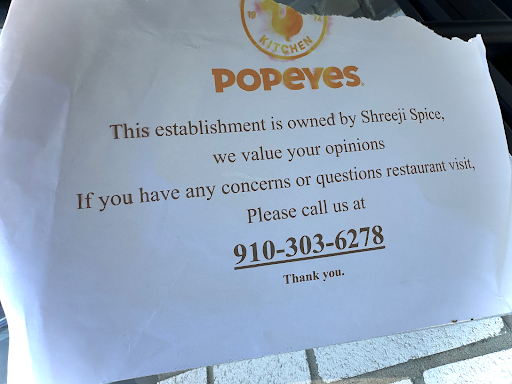 KITCHEN
POPEYES
This establishment is owned by Shreeji Spice,
we value your opinions
If you have any concerns or questions restaurant visit,
Please call us at
910-303-6278
Thank you.